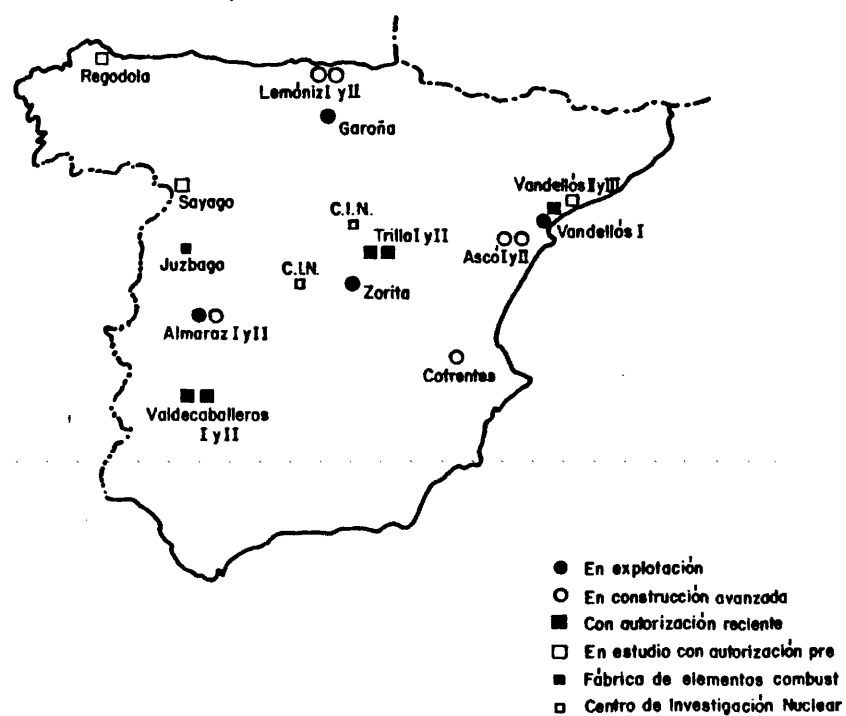 Regodola
Lemóniz I y II
Garoña
Sayago
Vandellós II y III
C.I.N.
Trillo I y II
Vandellós I
Juzbago
Ascó I y II
C.I.N.
Zorita
Almaraz I y II
Cofrentes
Valdecaballeros
I y II
En explotación
En construcción avanzada
Con autorización reciente
En estudio con autorización pre
Fábrica de elementos combust
Centro de Investigación Nuclear